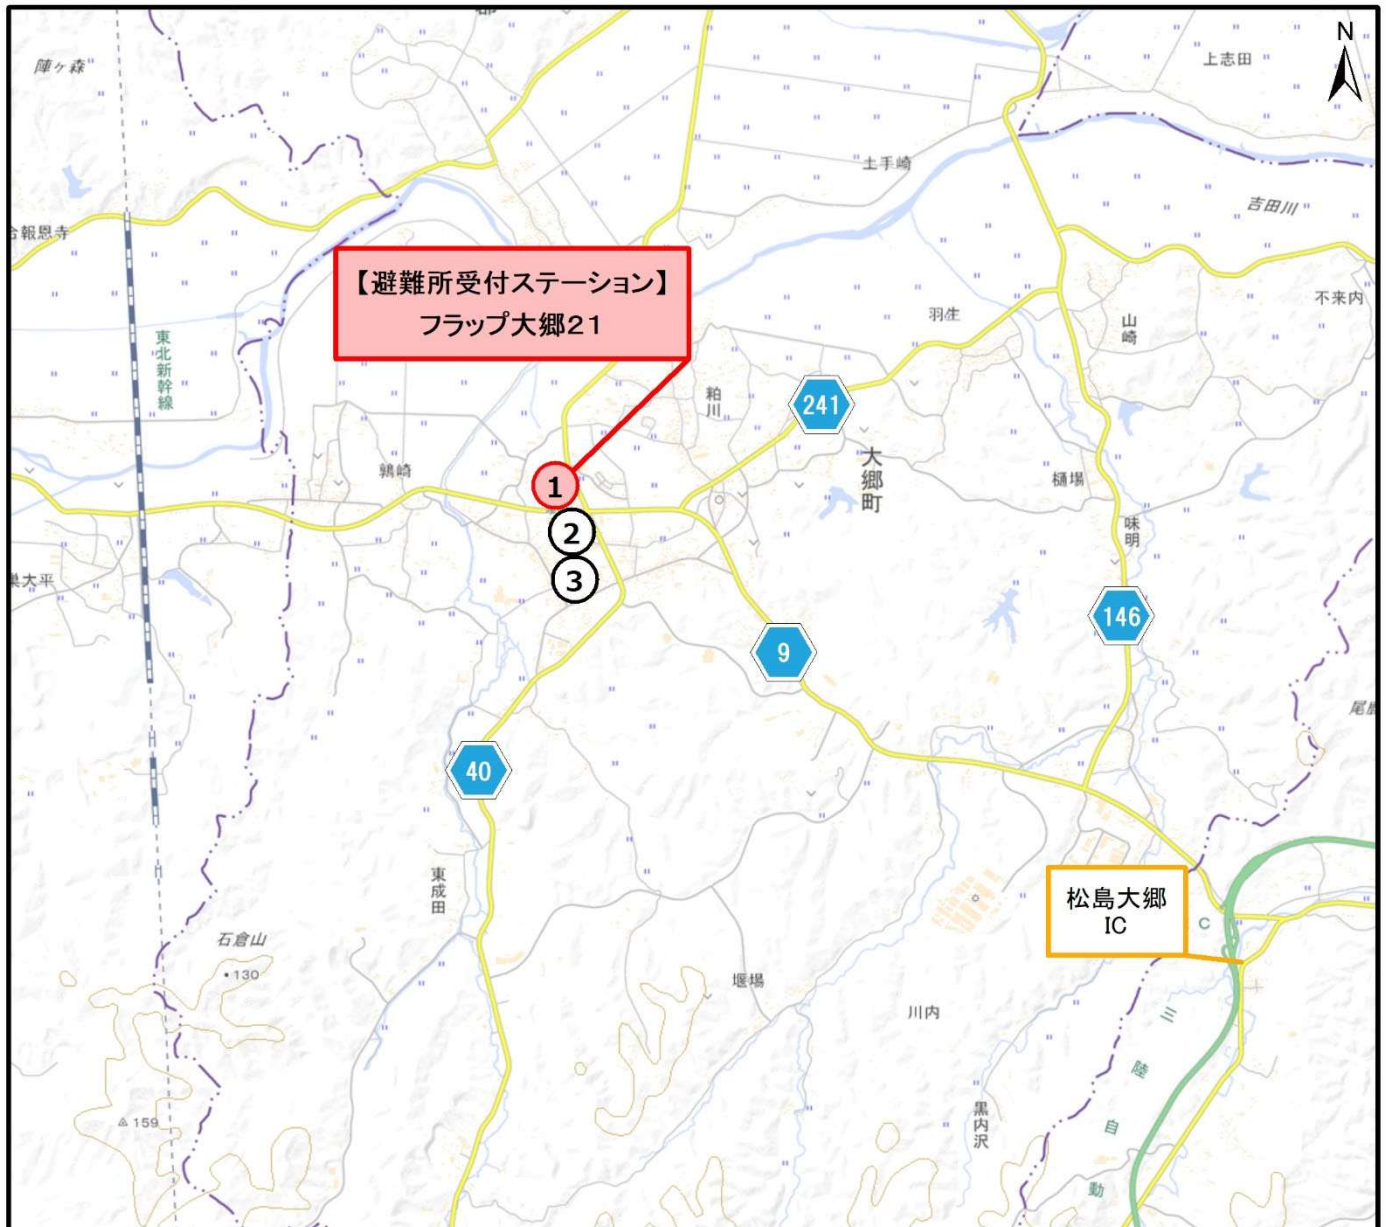 N
陣ヶ森
上志田
土手崎
吉田川
報恩寺
【避難所受付ステーション】
フラップ大郷21
不来内
羽生
山崎
東北新幹線
粕川
241
大郷町
鶉崎
樋場
1
味明
2
3
巣大平
146
9
40
東成田
松島大郷
IC
C
石倉山
130
堰場
川内
三陸自動
黒内沢
159